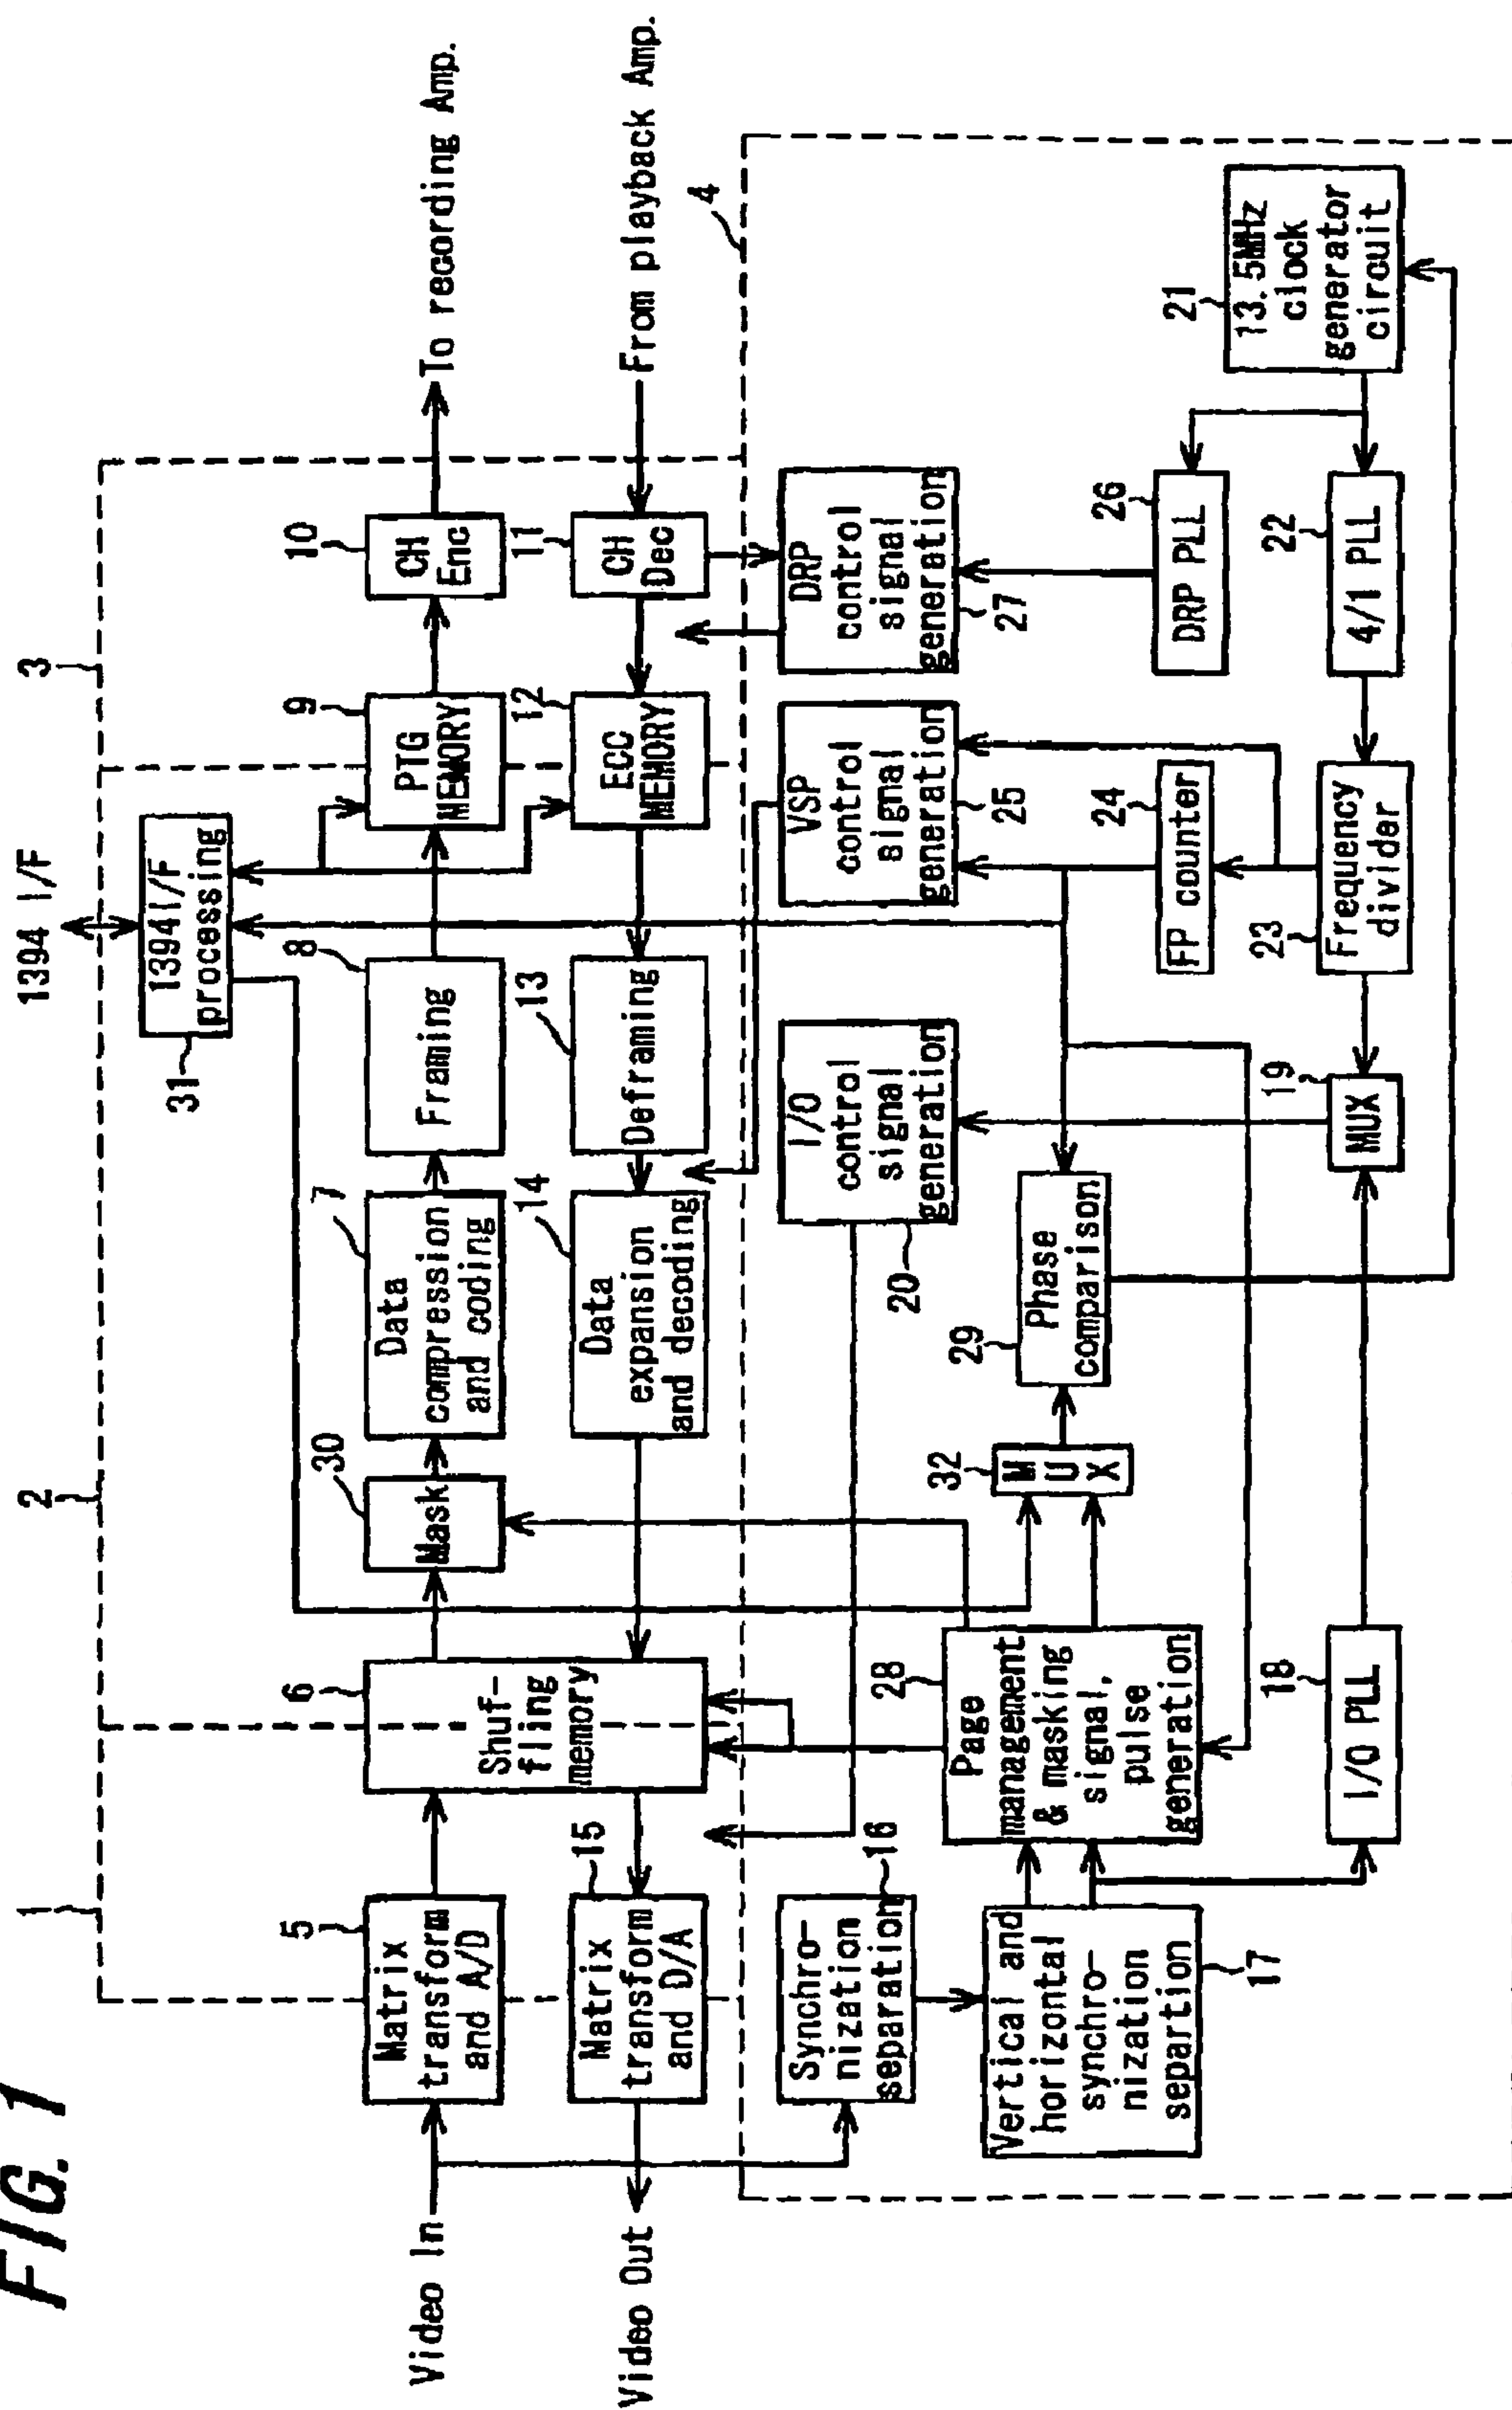 FIG. 1
1
2
3
1394 I/F
31
1394I/F
processing
Video In
5
Matrix
transform
and A/D
6
Shuf-
fling
memory
30
Mask
7
Data
compression
and coding
8
Framing
9
PTG
MEMORY
10
CH
Enc
To recording Amp.
Video Out
15
Matrix
transform
and D/A
14
Data
expansion
and decoding
13
Deframing
12
ECC
MEMORY
11
CH
Dec
From playback Amp.
4
16
Synchro-
nization
separation
20
I/O
control
signal
generation
VSP
control
signal
generation
25
DRP
control
signal
generation
27
Vertical and
horizontal
synchro-
nization
separtion
17
28
Page
management
& masking
signal,
pulse
generation
32
M
U
X
29
Phase
comparison
24
FP counter
26
DRP PLL
21
13.5MHz
clock
generator
circuit
18
I/O PLL
19
MUX
23
Frequency
divider
22
4/1 PLL